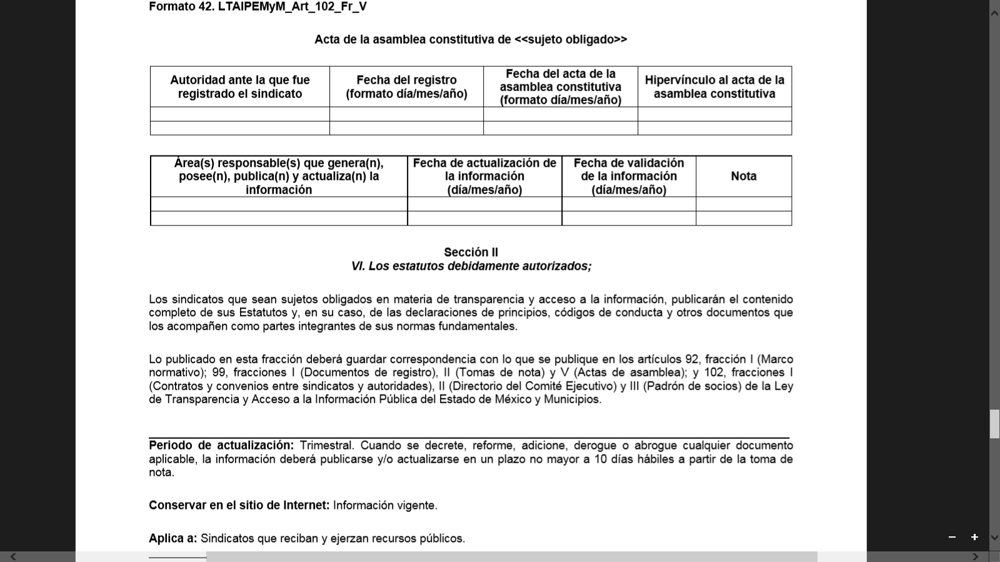 Formato 42. LTAIPEMyM_Art_102_Fr_V
Acta de la asamblea constitutiva de <<sujeto obligado>>
Autoridad ante la que fue
registrado el sindicato
Fecha del registro
(formato día/mes/año)
Fecha del acta de la
asamblea constitutiva
(formato día/mes/año)
Hipervínculo al acta de la
asamblea constitutiva
Área(s) responsable(s) que genera(n),
posee(n), publica(n) y actualiza(n) la
información
Fecha de actualización de
la información
(día/mes/año)
Fecha de validación
de la información
(día/mes/año)
Nota
Sección II
VI. Los estatutos debidamente autorizados;
Los sindicatos que sean sujetos obligados en materia de transparencia y acceso a la información, publicarán el contenido
completo de sus Estatutos y, en su caso, de las declaraciones de principios, códigos de conducta y otros documentos que
los acompañen como partes integrantes de sus normas fundamentales.
Lo publicado en esta fracción deberá guardar correspondencia con lo que se publique en los artículos 92, fracción I (Marco
normativo); 99, fracciones I (Documentos de registro), II (Tomas de nota) y V (Actas de asamblea); y 102, fracciones I
(Contratos y convenios entre sindicatos y autoridades), II (Directorio del Comité Ejecutivo) y III (Padrón de socios) de la Ley
de Transparencia y Acceso a la Información Pública del Estado de México y Municipios.
Periodo de actualización: Trimestral. Cuando se decrete, reforme, adicione, derogue o abrogue cualquier documento
aplicable, la información deberá publicarse y/o actualizarse en un plazo no mayor a 10 días hábiles a partir de la toma de
nota.
Conservar en el sitio de Internet: Información vigente.
Aplica a: Sindicatos que reciban y ejerzan recursos públicos.